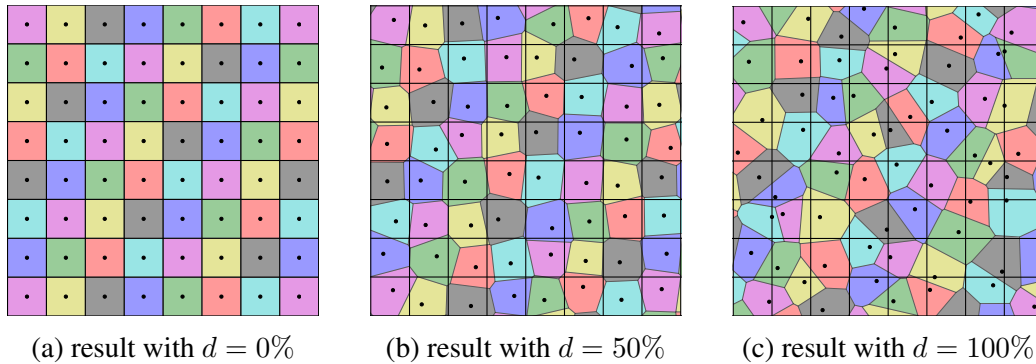 (a) result with d = 0%
(b) result with d = 50%
(c) result with d = 100%